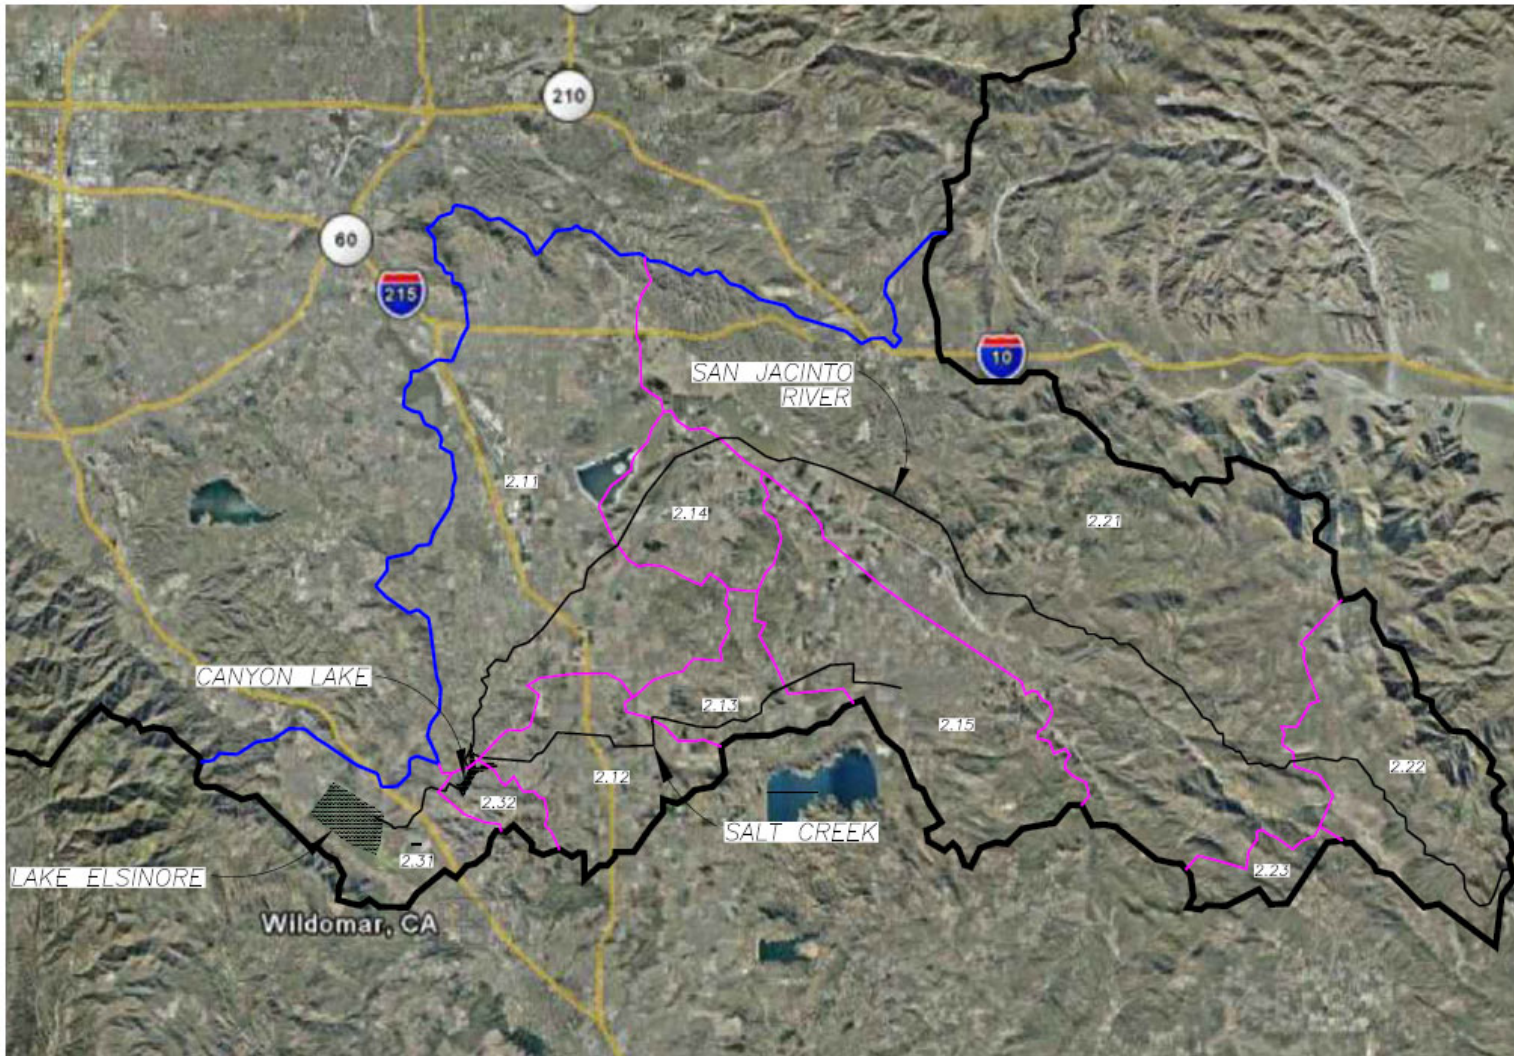 210
60
215
10
SAN JACINTO
RIVER
2.11
2.14
2.21
CANYON LAKE
2.13
2.15
2.12
2.22
2.32
SALT CREEK
2.31
2.23
LAKE ELSINORE
Wildomar, CA